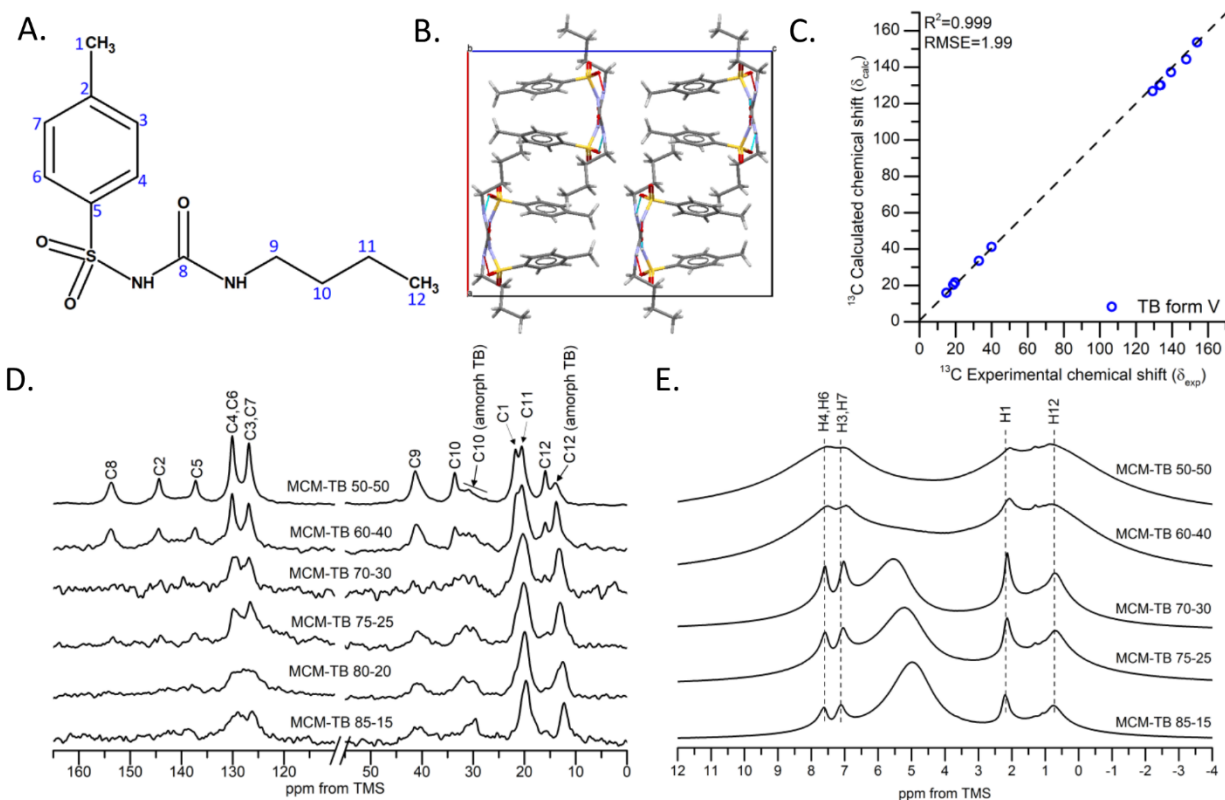 A.
1
CH₃
2
7
3
6
4
5
O
O
11
S
9
NH
8
NH
CH₃
O
10
12
B.
b
c
a
C.
R²=0.999
RMSE=1.99
160
140
120
100
80
60
40
20
0
¹³C Calculated chemical shift (δcalc)
TB form V
0 20 40 60 80 100 120 140 160
¹³C Experimental chemical shift (δexp)
D.
C8
C2
C5
C4,C6
C3,C7
C9
C10
C10 (amorph TB)
C1
C11
C12
C12 (amorph TB)
MCM-TB 50-50
MCM-TB 60-40
MCM-TB 70-30
MCM-TB 75-25
MCM-TB 80-20
MCM-TB 85-15
165 150 140 130 120 50 40 30 20 10 0
ppm from TMS
E.
H4,H6
H3,H7
H1
H12
MCM-TB 50-50
MCM-TB 60-40
MCM-TB 70-30
MCM-TB 75-25
MCM-TB 85-15
12 11 10 9 8 7 6 5 4 3 2 1 0 -1 -2 -3 -4
ppm from TMS